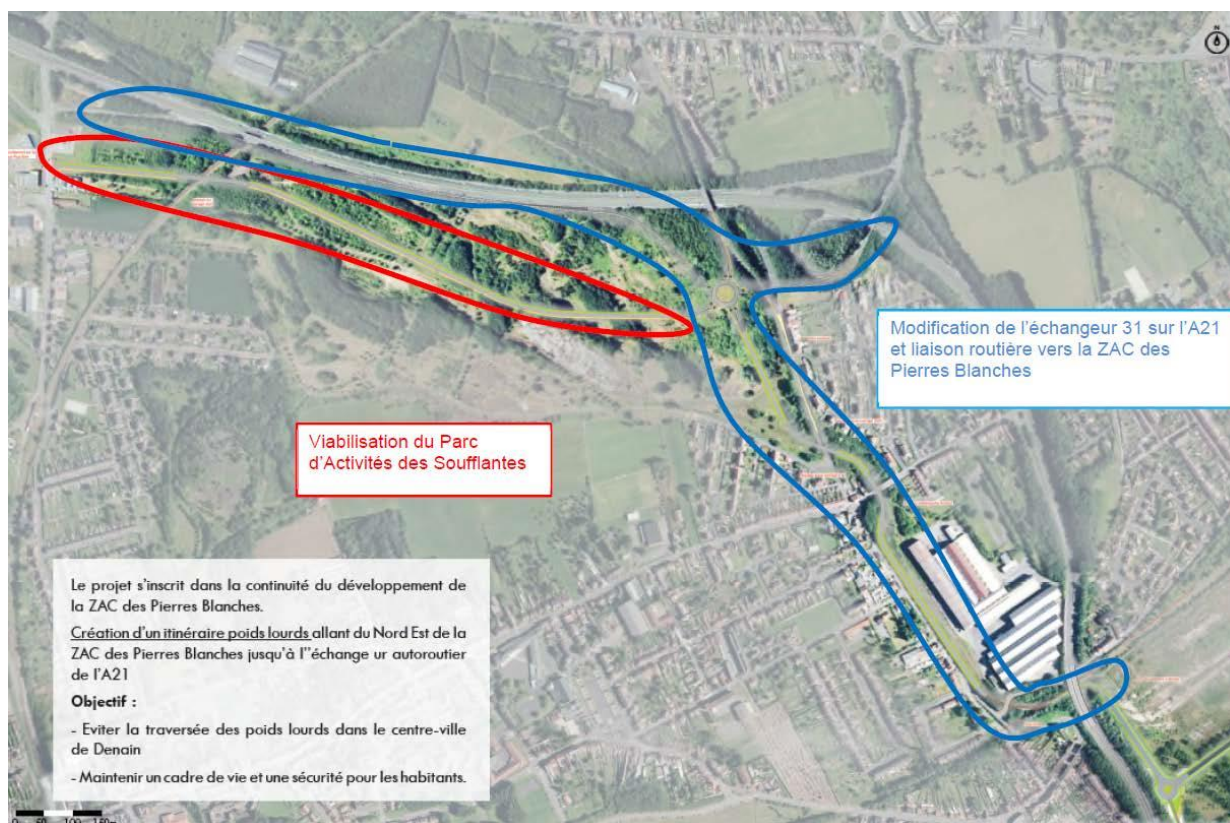 N
Modification de l'échangeur 31 sur l'A21
et liaison routière vers la ZAC des
Pierres Blanches
Viabilisation du Parc
d'Activités des Soufflantes
Le projet s'inscrit dans la continuité du développement de
la ZAC des Pierres Blanches.
Création d'un itinéraire poids lourds allant du Nord Est de la
ZAC des Pierres Blanches jusqu'à l''échange ur autoroutier
de l'A21
Objectif :
- Eviter la traversée des poids lourds dans le centre-ville
de Denain
- Maintenir un cadre de vie et une sécurité pour les habitants.
0 50 100 150m